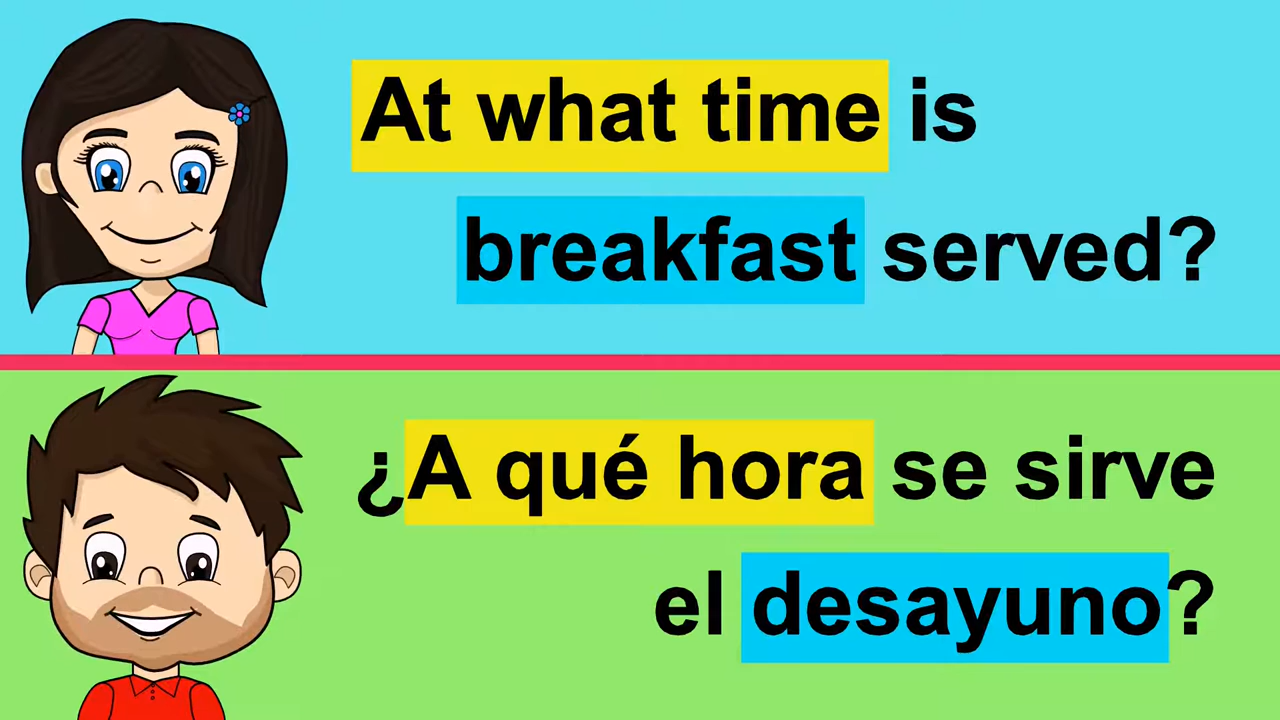 At what time is
breakfast served?
¿A qué hora se sirve
el desayuno?